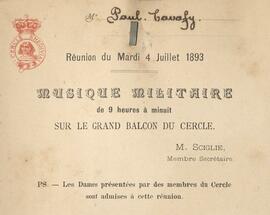 Mr Paul. Cavafy.
Réunion du Mardi 4 Juillet 1893
MUSIQUE MILITAIRE
de 9 heures à minuit
SUR LE GRAND BALCON DU CERCLE.
M. SCIGLIE,
Membre Secrétaire.
PS. — Les Dames présentées par des membres du Cercle
sont admises à cette réunion.